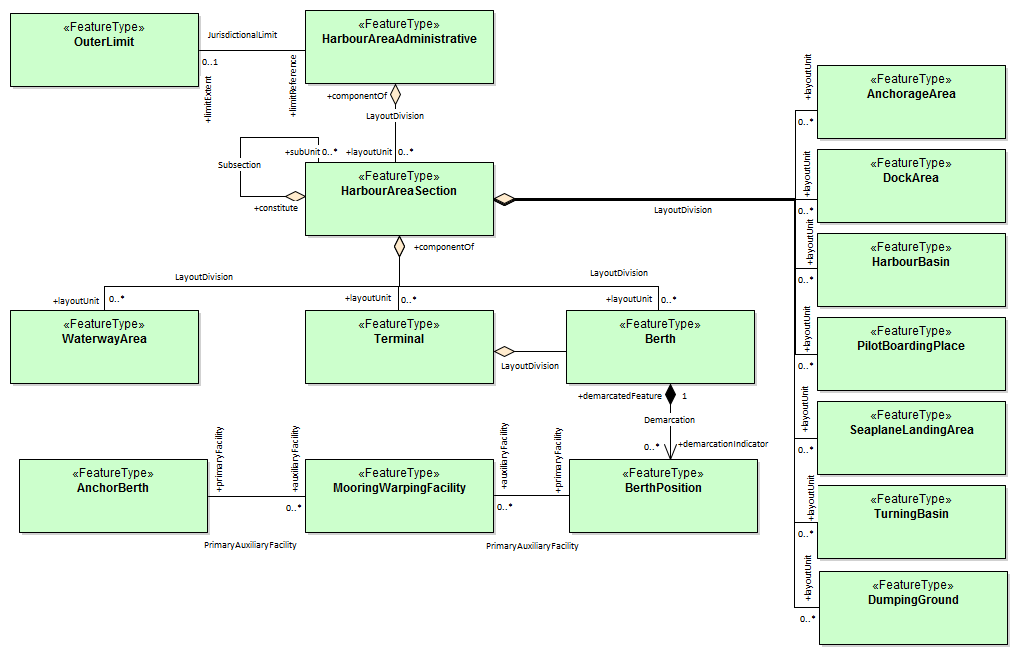 «FeatureType»
OuterLimit
JurisdictionalLimit
0..1
+limitExtent
+limitReference
«FeatureType»
HarbourAreaAdministrative
+componentOf
LayoutDivision
+subUnit 0..*
+layoutUnit 0..*
Subsection
+constitute
«FeatureType»
HarbourAreaSection
LayoutDivision
+componentOf
LayoutDivision
LayoutDivision
+layoutUnit 0..*
+layoutUnit 0..*
+layoutUnit 0..*
«FeatureType»
WaterwayArea
«FeatureType»
Terminal
«FeatureType»
Berth
LayoutDivision
+demarcatedFeature 1
Demarcation
0..* +demarcationIndicator
«FeatureType»
AnchorBerth
+primaryFacility
+auxiliaryFacility
0..*
PrimaryAuxiliaryFacility
«FeatureType»
MooringWarpingFacility
+auxiliaryFacility
+primaryFacility
0..*
PrimaryAuxiliaryFacility
«FeatureType»
BerthPosition
+layoutUnit
0..*
«FeatureType»
AnchorageArea
+layoutUnit
0..*
«FeatureType»
DockArea
+layoutUnit
0..*
«FeatureType»
HarbourBasin
+layoutUnit
0..*
«FeatureType»
PilotBoardingPlace
+layoutUnit
0..*
«FeatureType»
SeaplaneLandingArea
+layoutUnit
0..*
«FeatureType»
TurningBasin
+layoutUnit
0..*
«FeatureType»
DumpingGround